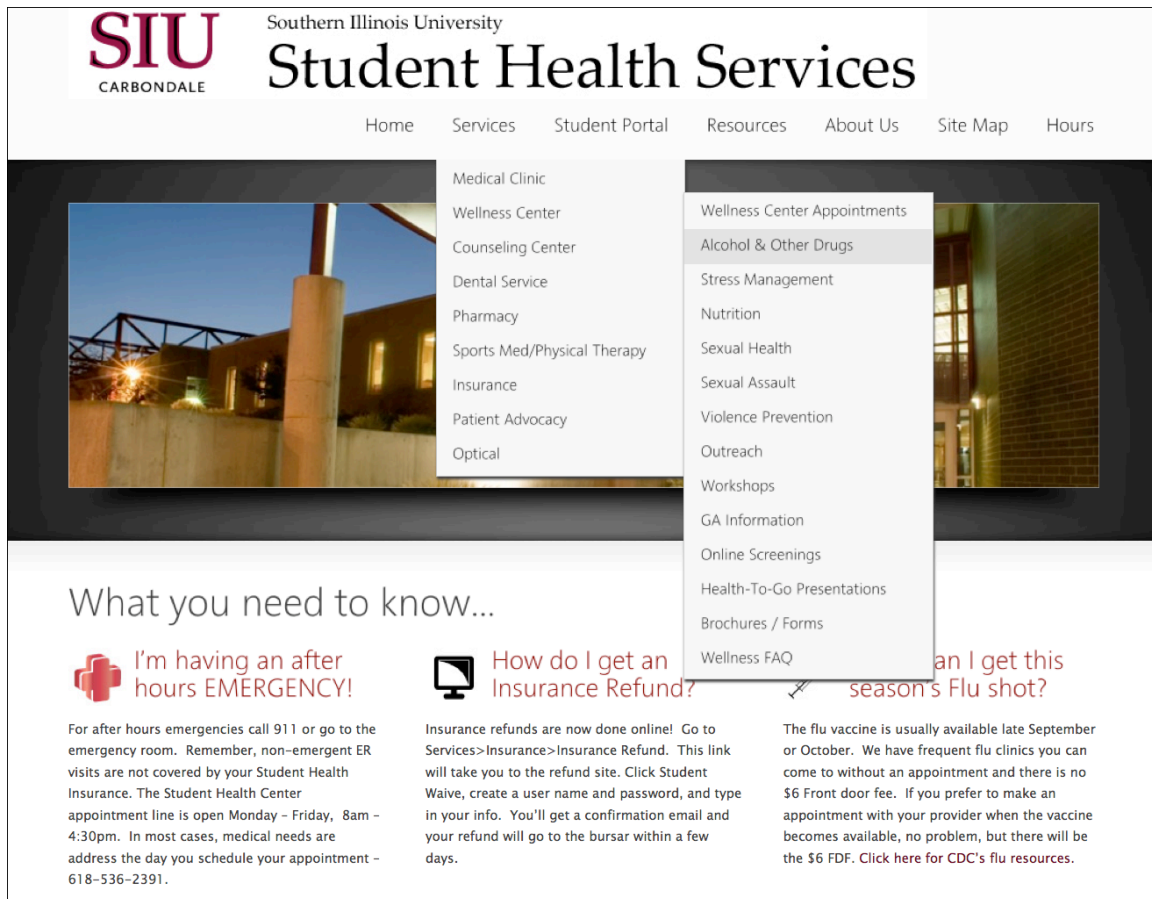 SIU
CARBONDALE
Southern Illinois University
Student Health Services
Home Services Student Portal Resources About Us Site Map Hours
Medical Clinic
Wellness Center
Counseling Center
Dental Service
Pharmacy
Sports Med/Physical Therapy
Insurance
Patient Advocacy
Optical
Wellness Center Appointments
Alcohol & Other Drugs
Stress Management
Nutrition
Sexual Health
Sexual Assault
Violence Prevention
Outreach
Workshops
GA Information
Online Screenings
Health-To-Go Presentations
Brochures / Forms
Wellness FAQ
What you need to know...
I'm having an after
hours EMERGENCY!
For after hours emergencies call 911 or go to the
emergency room. Remember, non-emergent ER
visits are not covered by your Student Health
Insurance. The Student Health Center
appointment line is open Monday – Friday, 8am –
4:30pm. In most cases, medical needs are
address the day you schedule your appointment –
618-536-2391.
How do I get an
Insurance Refund?
Insurance refunds are now done online! Go to
Services>Insurance>Insurance Refund. This link
will take you to the refund site. Click Student
Waive, create a user name and password, and type
in your info. You'll get a confirmation email and
your refund will go to the bursar within a few
days.
an I get this
season's Flu shot?
The flu vaccine is usually available late September
or October. We have frequent flu clinics you can
come to without an appointment and there is no
$6 Front door fee. If you prefer to make an
appointment with your provider when the vaccine
becomes available, no problem, but there will be
the $6 FDF. Click here for CDC's flu resources.